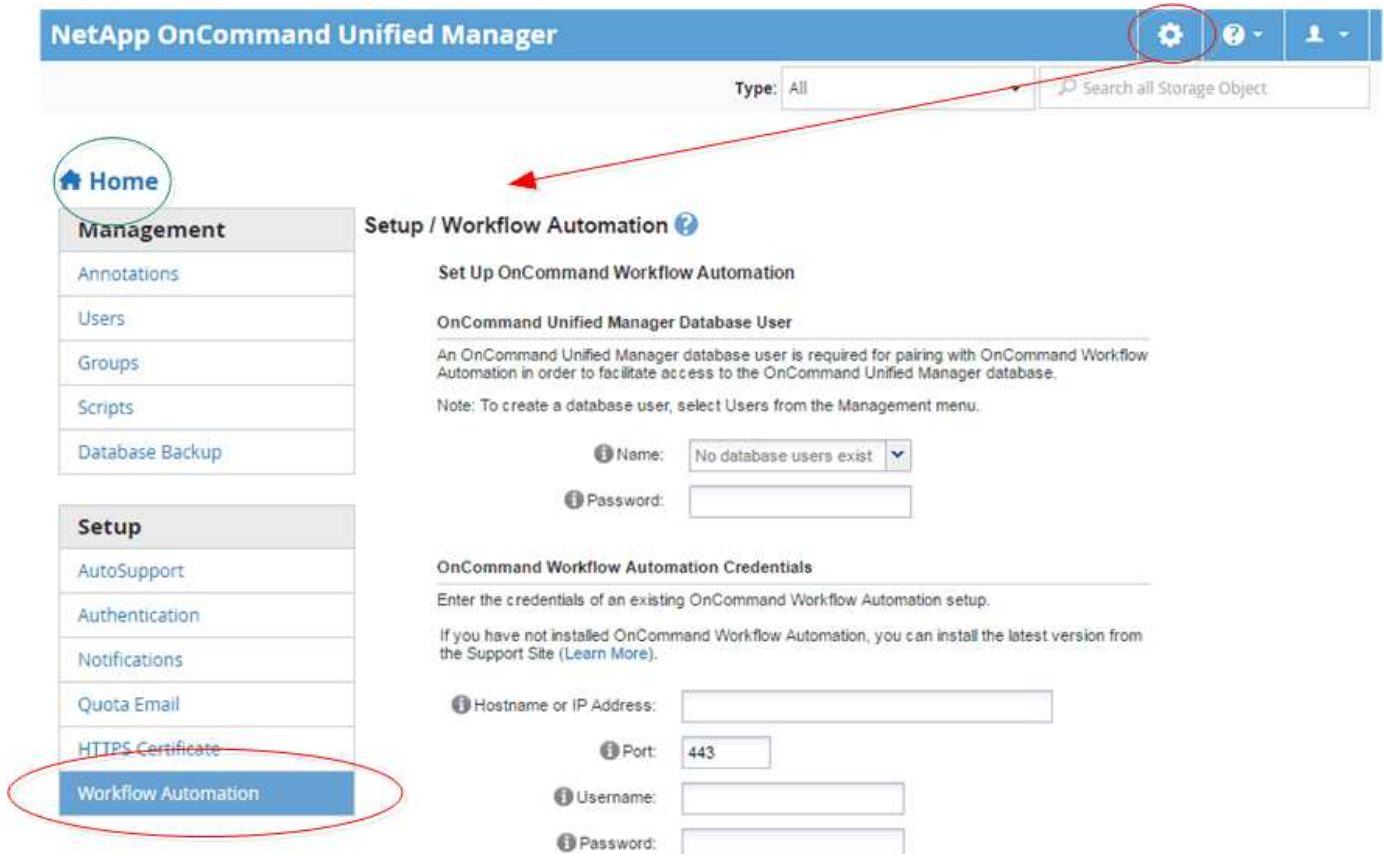 NetApp OnCommand Unified Manager
Type: All
Search all Storage Object
Home
Management
Annotations
Users
Groups
Scripts
Database Backup
Setup
AutoSupport
Authentication
Notifications
Quota Email
HTTPS Certificate
Workflow Automation
Setup / Workflow Automation
Set Up OnCommand Workflow Automation
OnCommand Unified Manager Database User
An OnCommand Unified Manager database user is required for pairing with OnCommand Workflow
Automation in order to facilitate access to the OnCommand Unified Manager database.
Note: To create a database user, select Users from the Management menu.
Name: No database users exist
Password:
OnCommand Workflow Automation Credentials
Enter the credentials of an existing OnCommand Workflow Automation setup.
If you have not installed OnCommand Workflow Automation, you can install the latest version from
the Support Site (Learn More).
Hostname or IP Address:
Port: 443
Username:
Password: